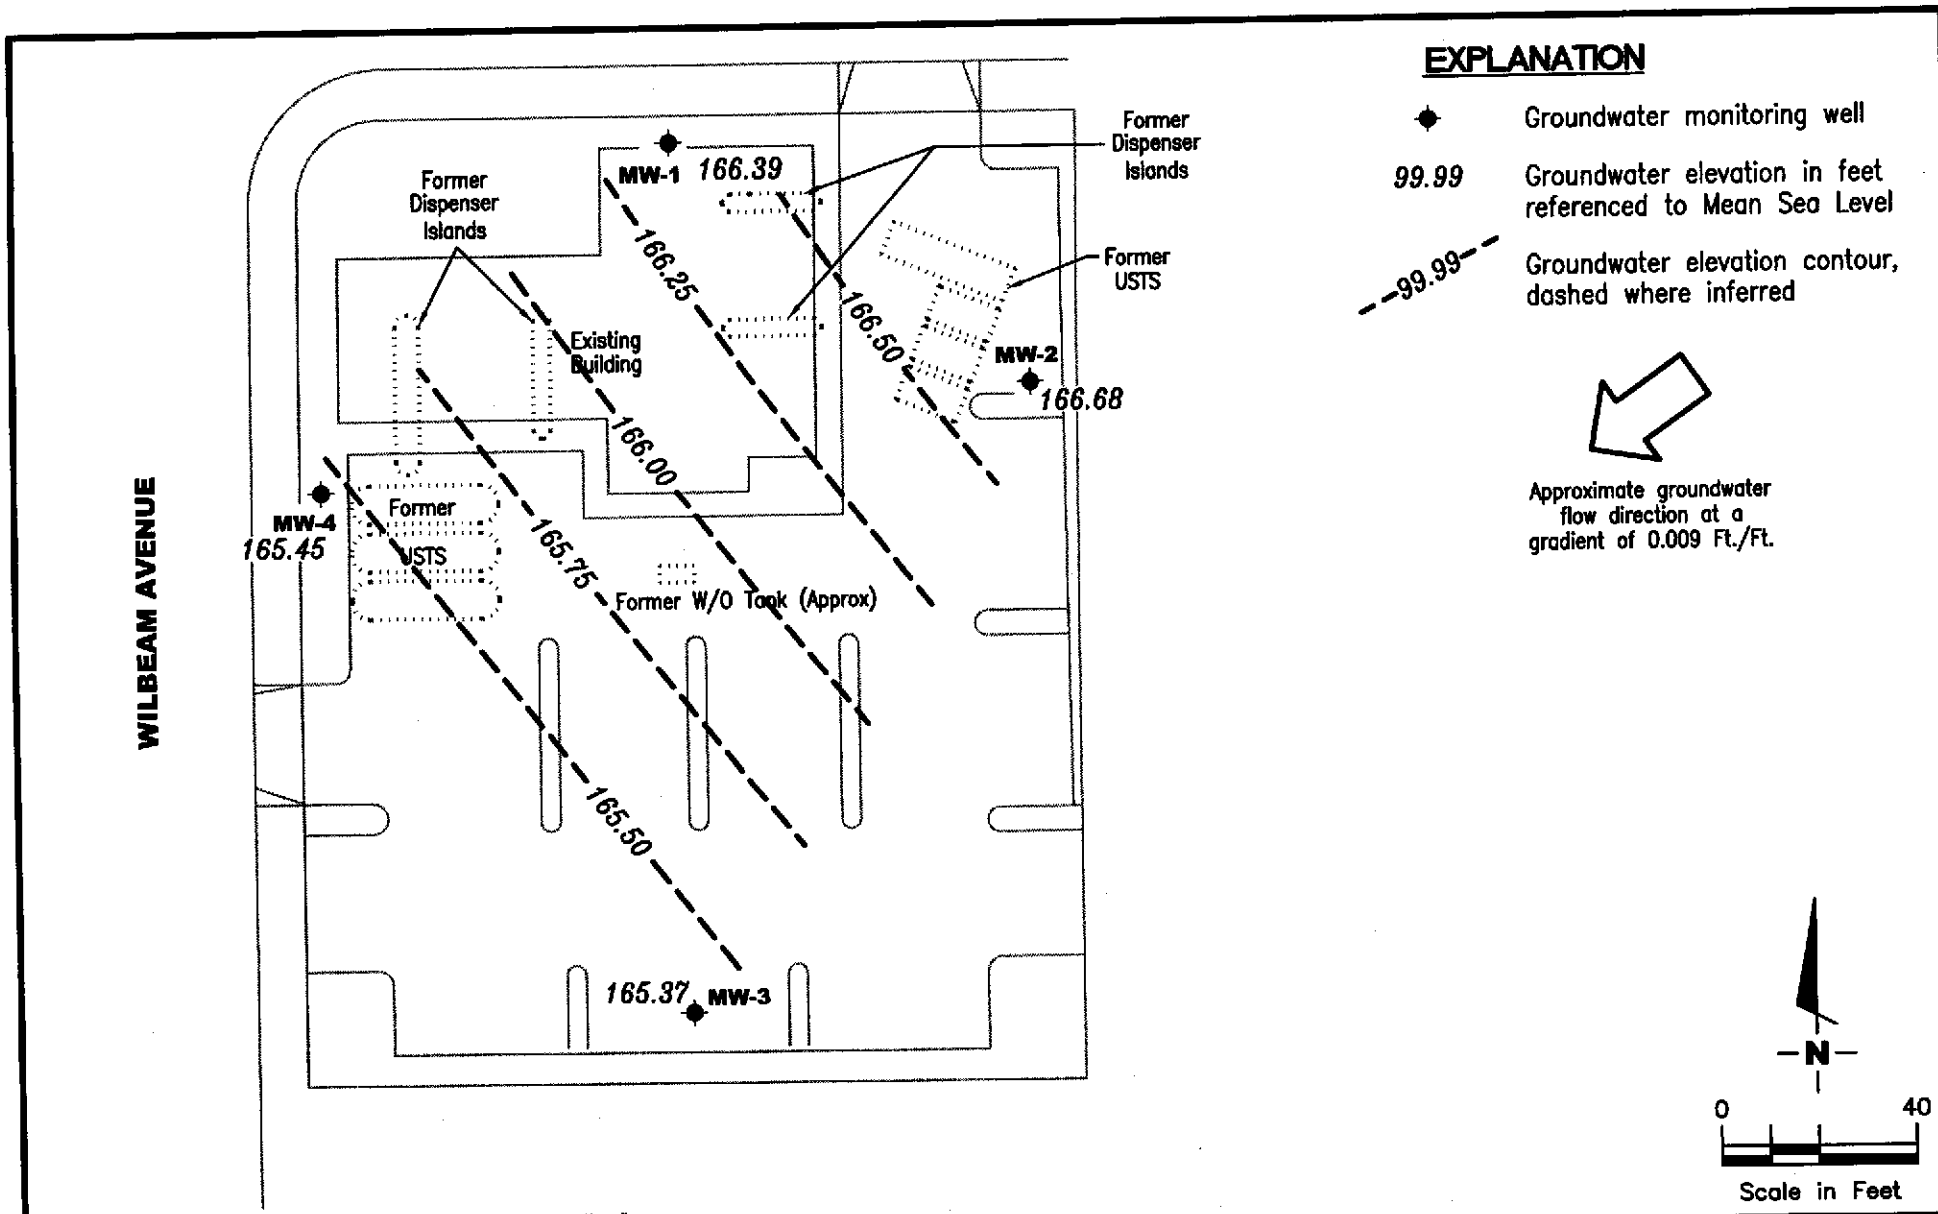 EXPLANATION
Groundwater monitoring well
99.99
Groundwater elevation in feet
referenced to Mean Sea Level
99.99
Groundwater elevation contour,
dashed where inferred
Approximate groundwater
flow direction at a
gradient of 0.009 Ft./Ft.
Former
Dispenser
Islands
MW-1 166.39
Former
Dispenser
Islands
166.25
Former
USTS
166.50
Existing
Building
MW-2
166.68
166.00
MW-4
165.45
Former
USTS
165.75
Former W/O Tank (Approx)
WILBEAM AVENUE
165.50
165.37 MW-3
N
0 40
Scale in Feet